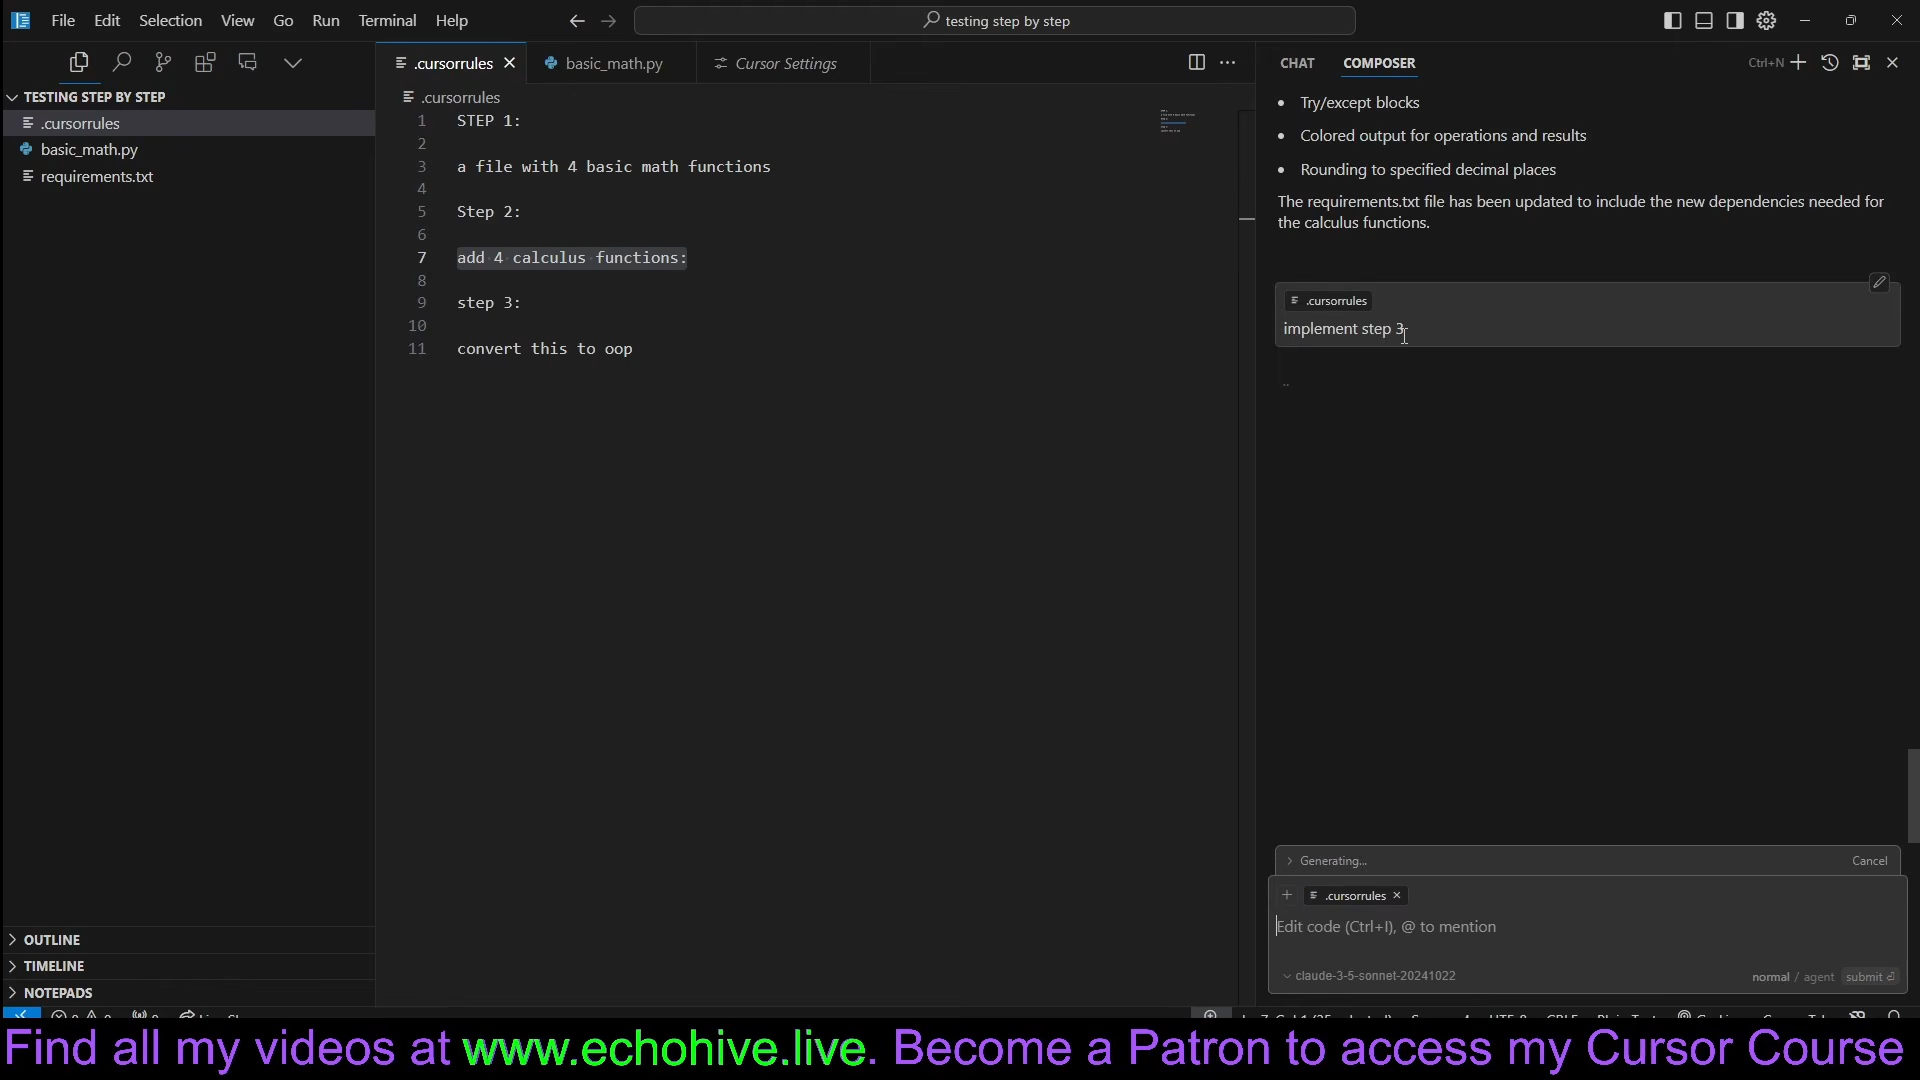 File Edit Selection View Go Run Terminal Help
testing step by step
TESTING STEP BY STEP
.cursorrules
basic_math.py
requirements.txt
OUTLINE
TIMELINE
NOTEPADS
.cursorrules
basic_math.py
Cursor Settings
.cursorrules
1 STEP 1:
2
3 a file with 4 basic math functions
4
5 Step 2:
6
7 add 4 calculus functions:
8
9 step 3:
10
11 convert this to oop
CHAT COMPOSER Ctrl+N
• Try/except blocks
• Colored output for operations and results
• Rounding to specified decimal places
The requirements.txt file has been updated to include the new dependencies needed for
the calculus functions.
.cursorrules
implement step 3
Generating... Cancel
.cursorrules
Edit code (Ctrl+I), @ to mention
claude-3-5-sonnet-20241022 normal / agent submit
Find all my videos at www.echohive.live. Become a Patron to access my Cursor Course